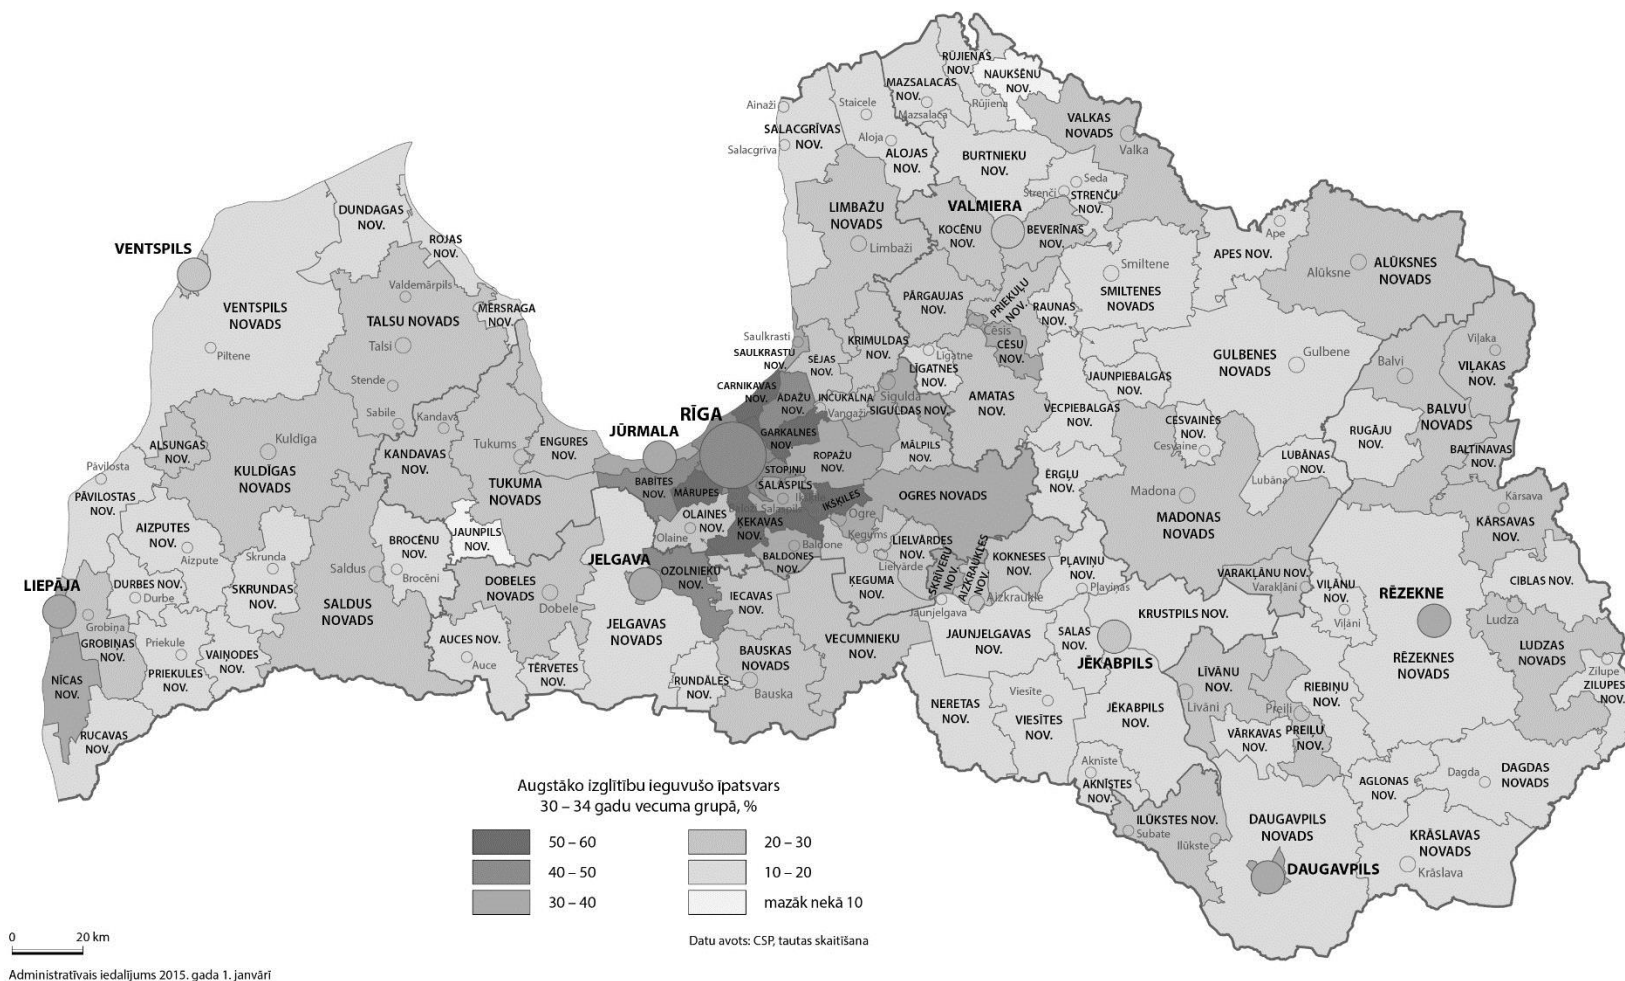 RŪJIENAS
NOV.
NAUKŠĒNU
NOV.
MAZSALACAS
NOV.
Mazsalaca
Rūjiena
Ainaži
Staicele
SALACGRĪVAS
NOV.
Salacgrīva
Aloja
ALOJAS
NOV.
BURTNIEKU
NOV.
VALKAS
NOVADS
Valka
Seda
Strenči
STRENČU
NOV.
DUNDAGAS
NOV.
ROJAS
NOV.
LIMBAŽU
NOVADS
Limbaži
VALMIERA
KOCĒNU
NOV.
BEVERĪNAS
NOV.
Ape
APES NOV.
Alūksne
ALŪKSNES
NOVADS
VENTSPILS
VENTSPILS
NOVADS
Piltene
Valdemārpils
TALSU NOVADS
Talsi
MĒRSRAGA
NOV.
Stende
Sabile
Kandava
KANDAVAS
NOV.
Smiltene
SMILTENES
NOVADS
PĀRGAUJAS
NOV.
PRIEKUĻU
NOV.
RAUNAS
NOV.
Cēsis
CĒSU
NOV.
Saulkrasti
SAULKRASTU
NOV.
SĒJAS
NOV.
KRIMULDAS
NOV.
Līgatne
LĪGATNES
NOV.
GULBENES
NOVADS
Gulbene
Balvi
Viļaka
VIĻAKAS
NOV.
BALVU
NOVADS
BALTINAVAS
NOV.
RUGĀJU
NOV.
CARNIKAVAS
NOV.
ĀDAŽU
NOV.
INČUKALNA
Vangaži
Sigulda
SIGULDAS NOV.
AMATAS
NOV.
JAUNPIEBALGAS
NOV.
VECPIEBALGAS
NOV.
CESVAINES
NOV.
Cesvaine
LUBĀNAS
NOV.
Lubāna
RĪGA
GARKALNES
NOV.
JŪRMALA
MĀLPILS
NOV.
ROPAŽU
NOV.
STOPIŅU
SALASPILS
BABĪTES
NOV.
MĀRUPES
ALSUNGAS
NOV.
Kuldīga
KULDĪGAS
NOVADS
Tukums
ENGURES
NOV.
TUKUMA
NOVADS
Pāvilosta
PĀVILOSTAS
NOV.
ĒRGĻU
NOV.
Madona
MADONAS
NOVADS
OGRES NOVADS
IKŠĶILES
Ogre
OLAINES
NOV.
Olaine
ĶEKAVAS
NOV.
Baldone
BALDONES
NOV.
Ķegums
LIELVĀRDES
NOV.
Lielvārde
SKRĪVERU
NOV.
AIZKRAUKLES
NOV.
Aizkraukle
KOKNESES
NOV.
PĻAVIŅU
NOV.
Pļaviņas
Kārsava
KĀRSAVAS
NOV.
AIZPUTES
NOV.
Aizpute
Skrunda
SKRUNDAS
NOV.
BROCĒNU
NOV.
Brocēni
JAUNPILS
NOV.
Saldus
SALDUS
NOVADS
JELGAVA
OZOLNIEKU
NOV.
DOBELES
NOVADS
Dobele
JELGAVAS
NOVADS
IECAVAS
NOV.
ĶEGUMA
NOV.
Jaunjelgava
JAUNJELGAVAS
NOV.
VARAKĻĀNU NOV.
Varakļāni
VIĻĀNU
NOV.
Viļāni
RĒZEKNE
RĒZEKNES
NOVADS
CIBLAS NOV.
Ludza
LUDZAS
NOVADS
Zilupe
ZILUPES
NOV.
LIEPĀJA
DURBES NOV.
Durbe
Grobiņa
GROBIŅAS
NOV.
Priekule
PRIEKULES
NOV.
VAIŅODES
NOV.
NĪCAS
NOV.
RUCAVAS
NOV.
AUCES NOV.
Auce
TĒRVETES
NOV.
RUNDĀLES
NOV.
BAUSKAS
NOVADS
Bauska
VECUMNIEKU
NOV.
SALAS
NOV.
KRUSTPILS NOV.
JĒKABPILS
NERETAS
NOV.
Viesīte
VIESĪTES
NOV.
JĒKABPILS
NOV.
LĪVĀNU
NOV.
Līvāni
Preiļi
PREIĻU
NOV.
RIEBIŅU
NOV.
VĀRKAVAS
NOV.
Aknīste
AKNĪSTES
NOV.
AGLONAS
NOV.
Dagda
DAGDAS
NOVADS
ILŪKSTES NOV.
Subate
Ilūkste
DAUGAVPILS
NOVADS
DAUGAVPILS
KRĀSLAVAS
NOVADS
Krāslava
Augstāko izglītību ieguvušo īpatsvars
30 – 34 gadu vecuma grupā, %
50 – 60
20 – 30
40 – 50
10 – 20
30 – 40
mazāk nekā 10
Datu avots: CSP, tautas skaitīšana
0
20 km
Administratīvais iedalījums 2015. gada 1. janvārī